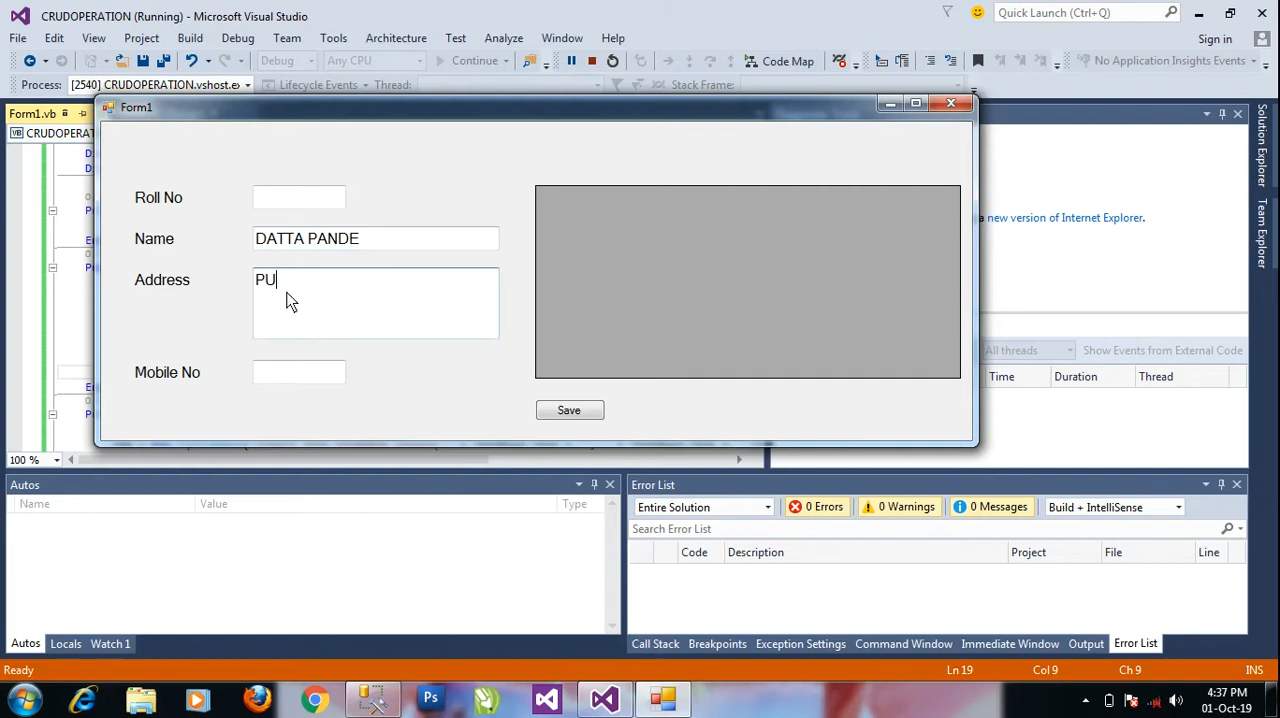 CRUDOPERATION (Running) - Microsoft Visual Studio
Quick Launch (Ctrl+Q)
File Edit View Project Build Debug Team Tools Architecture Test Analyze Window Help
Sign in
Debug Any CPU Continue Code Map No Application Insights Events
Process: [2540] CRUDOPERATION.vshost.ex Lifecycle Events Thread: Stack Frame:
Form1.vb
Form1
CRUDOPERAT
a new version of Internet Explorer.
Solution Explorer
Team Explorer
Roll No
Name DATTA PANDE
Address PU
Mobile No
Save
All threads Show Events from External Code
Time Duration Thread
100 %
Autos
Name Value Type
Error List
Entire Solution 0 Errors 0 Warnings 0 Messages Build + IntelliSense
Search Error List
Code Description Project File Line
Autos Locals Watch 1
Call Stack Breakpoints Exception Settings Command Window Immediate Window Output Error List
Ready Ln 19 Col 9 Ch 9 INS
Ps
4:37 PM
01-Oct-19